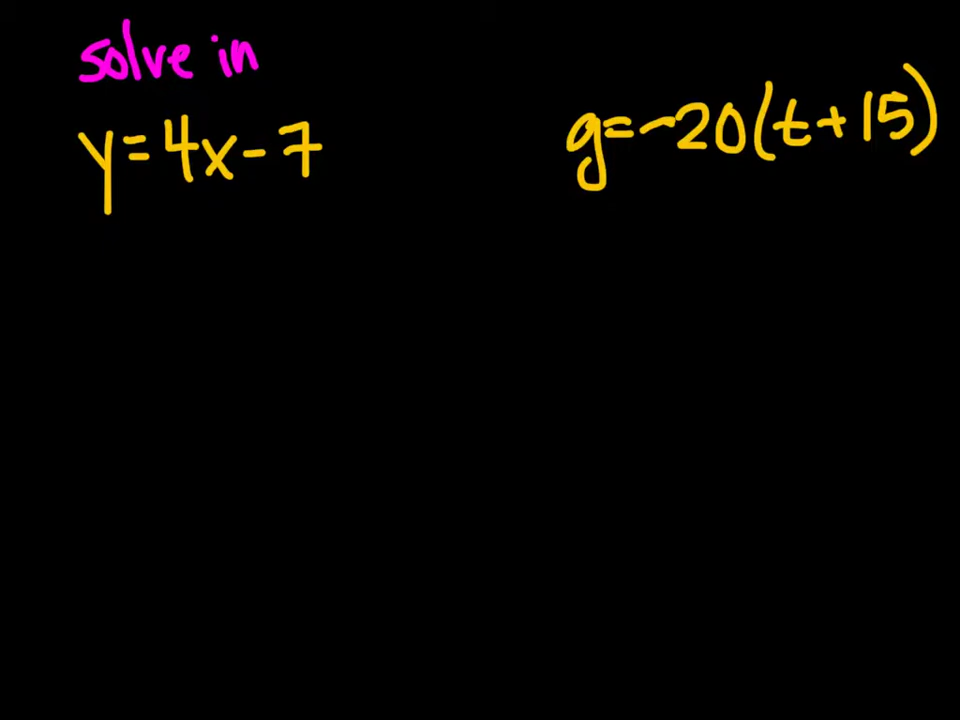 solve in
y=4x-7
g=-20(t+15)